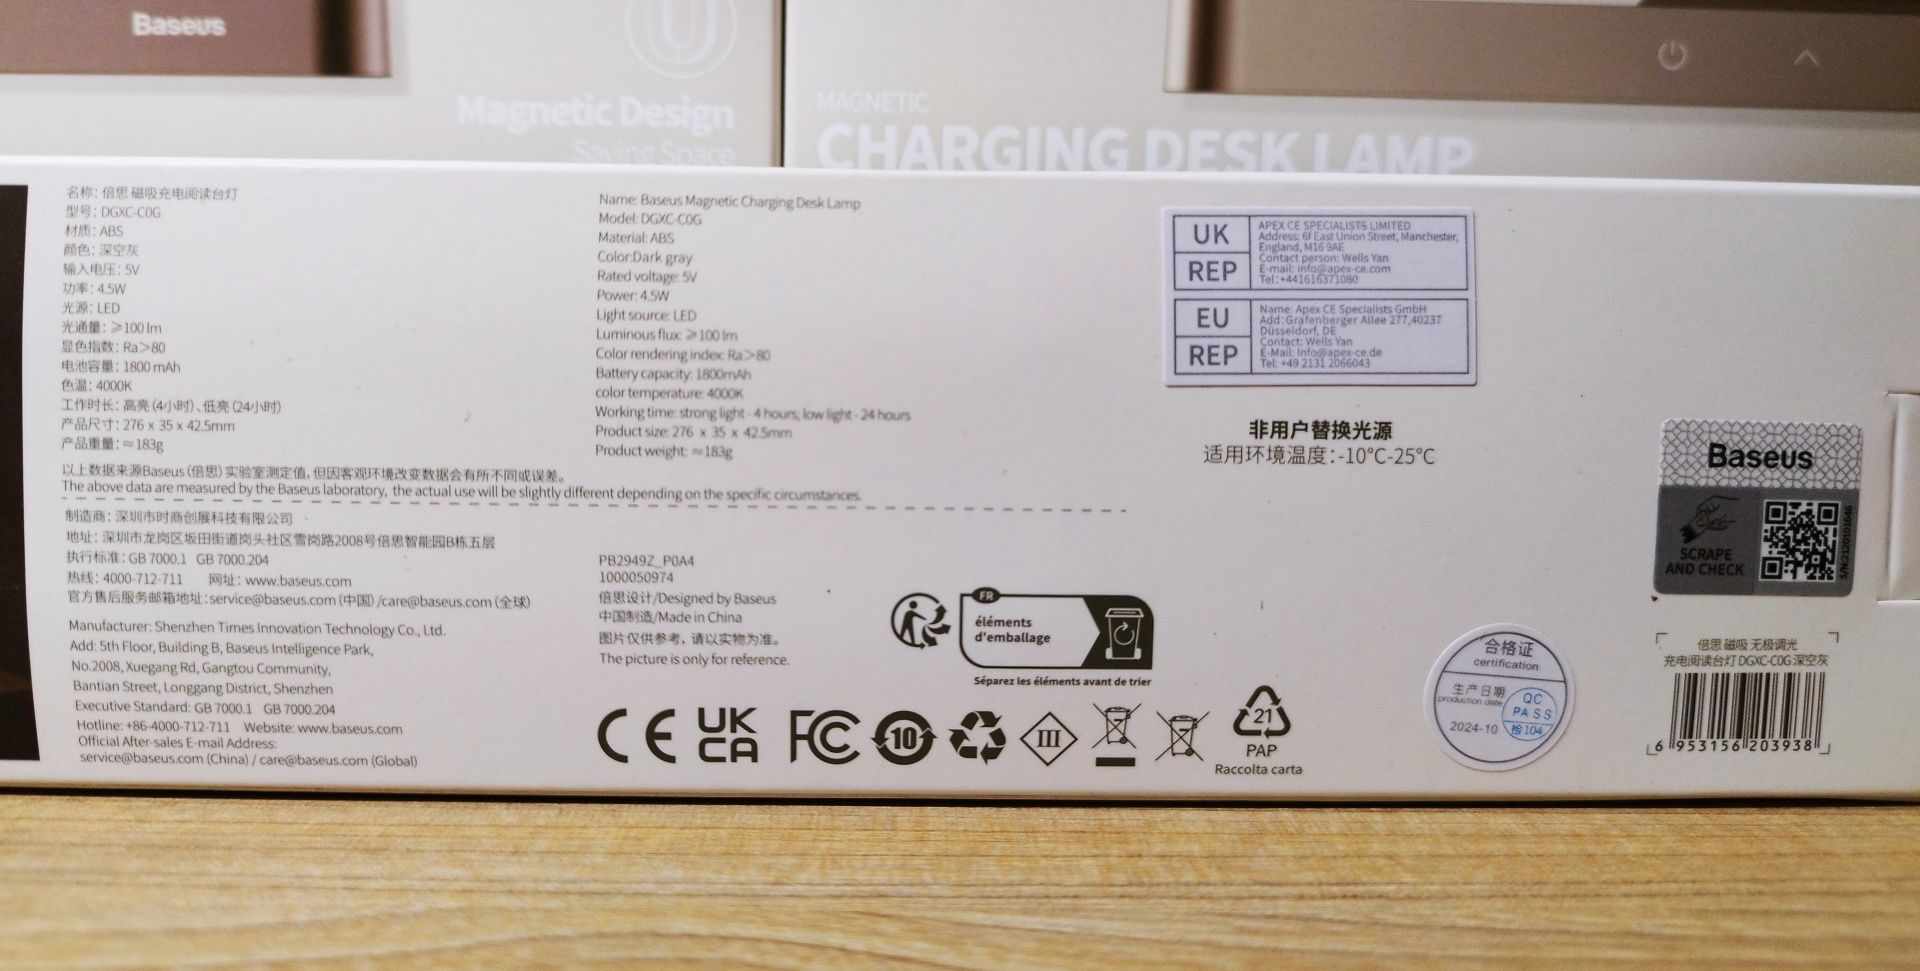 Baseus
Magnetic Design
Saving Space
MAGNETIC
CHARGING DESK LAMP
名称: 倍思 磁吸充电阅读台灯
型号: DGXC-C0G
材质: ABS
颜色: 深空灰
输入电压: 5V
功率: 4.5W
光源: LED
光通量: ≥100 lm
显色指数: Ra>80
电池容量: 1800 mAh
色温: 4000K
工作时长: 高亮 (4小时)、低亮 (24小时)
产品尺寸: 276 x 35 x 42.5mm
产品重量: ≈183g
Name: Baseus Magnetic Charging Desk Lamp
Model: DGXC-C0G
Material: ABS
Color:Dark gray
Rated voltage: 5V
Power: 4.5W
Light source: LED
Luminous flux: ≥100 lm
Color rendering index: Ra>80
Battery capacity: 1800mAh
color temperature: 4000K
Working time: strong light - 4 hours; low light - 24 hours
Product size: 276 x 35 x 42.5mm
Product weight: ≈183g
以上数据来源Baseus (倍思) 实验室测定值, 但因客观环境改变数据会有所不同或误差。
The above data are measured by the Baseus laboratory, the actual use will be slightly different depending on the specific circumstances.
制造商: 深圳市时商创展科技有限公司
地址: 深圳市龙岗区坂田街道岗头社区雪岗路2008号倍思智能园B栋五层
执行标准: GB 7000.1 GB 7000.204
热线: 4000-712-711 网址: www.baseus.com
官方售后服务邮箱地址: service@baseus.com (中国) /care@baseus.com (全球)
Manufacturer: Shenzhen Times Innovation Technology Co., Ltd.
Add: 5th Floor, Building B, Baseus Intelligence Park,
No.2008, Xuegang Rd, Gangtou Community,
Bantian Street, Longgang District, Shenzhen
Executive Standard: GB 7000.1 GB 7000.204
Hotline: +86-4000-712-711 Website: www.baseus.com
Official After-sales E-mail Address:
service@baseus.com (China) / care@baseus.com (Global)
PB2949Z_P0A4
1000050974
倍思设计/Designed by Baseus
中国制造/Made in China
图片仅供参考, 请以实物为准。
The picture is only for reference.
FR
éléments
d'emballage
Séparez les éléments avant de trier
CE
UK
CA
FC
10
III
21
PAP
Raccolta carta
UK
REP
APEX CE SPECIALISTS LIMITED
Address: 6f East Union Street, Manchester,
England, M16 9AE
Contact person: Wells Yan
E-mail: info@apex-ce.com
Tel:+441616371080
EU
REP
Name: Apex CE Specialists GmbH
Add:Grafenberger Allee 277,40237
Düsseldorf, DE
Contact: Wells Yan
E-Mail: Info@apex-ce.de
Tel: +49 2131 2066043
非用户替换光源
适用环境温度: -10°C-25°C
Baseus
SCRAPE
AND CHECK
合格证
certification
生产日期
production date
2024-10
QC
PASS
检104
倍思 磁吸 无极调光
充电阅读台灯 DGXC-C0G 深空灰
6 953156 203938